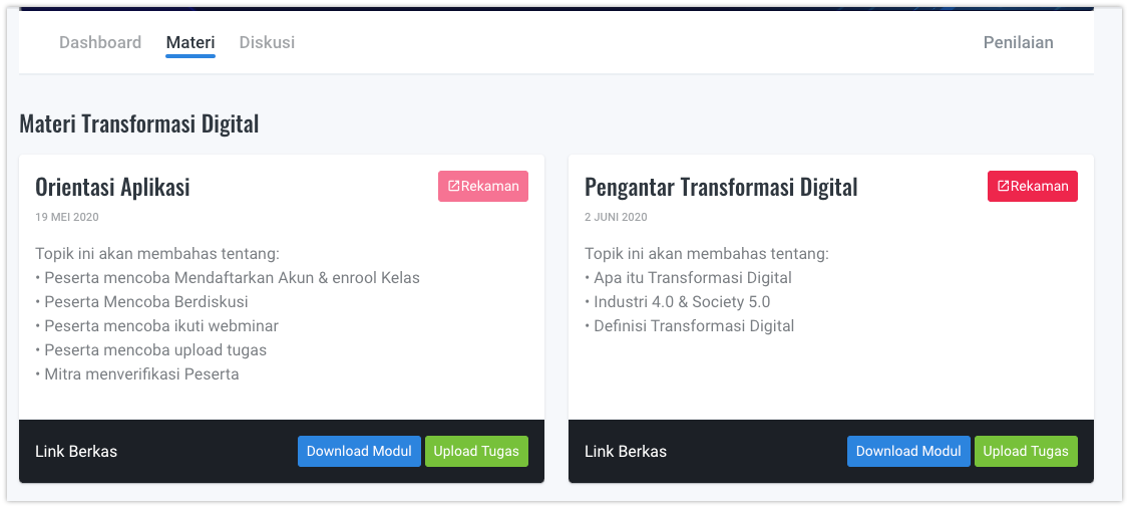 Dashboard Materi Diskusi Penilaian
Materi Transformasi Digital
Orientasi Aplikasi
Rekaman
19 MEI 2020
Topik ini akan membahas tentang:
• Peserta mencoba Mendaftarkan Akun & enrool Kelas
• Peserta Mencoba Berdiskusi
• Peserta mencoba ikuti webminar
• Peserta mencoba upload tugas
• Mitra menverifikasi Peserta
Link Berkas Download Modul Upload Tugas
Pengantar Transformasi Digital
Rekaman
2 JUNI 2020
Topik ini akan membahas tentang:
• Apa itu Transformasi Digital
• Industri 4.0 & Society 5.0
• Definisi Transformasi Digital
Link Berkas Download Modul Upload Tugas